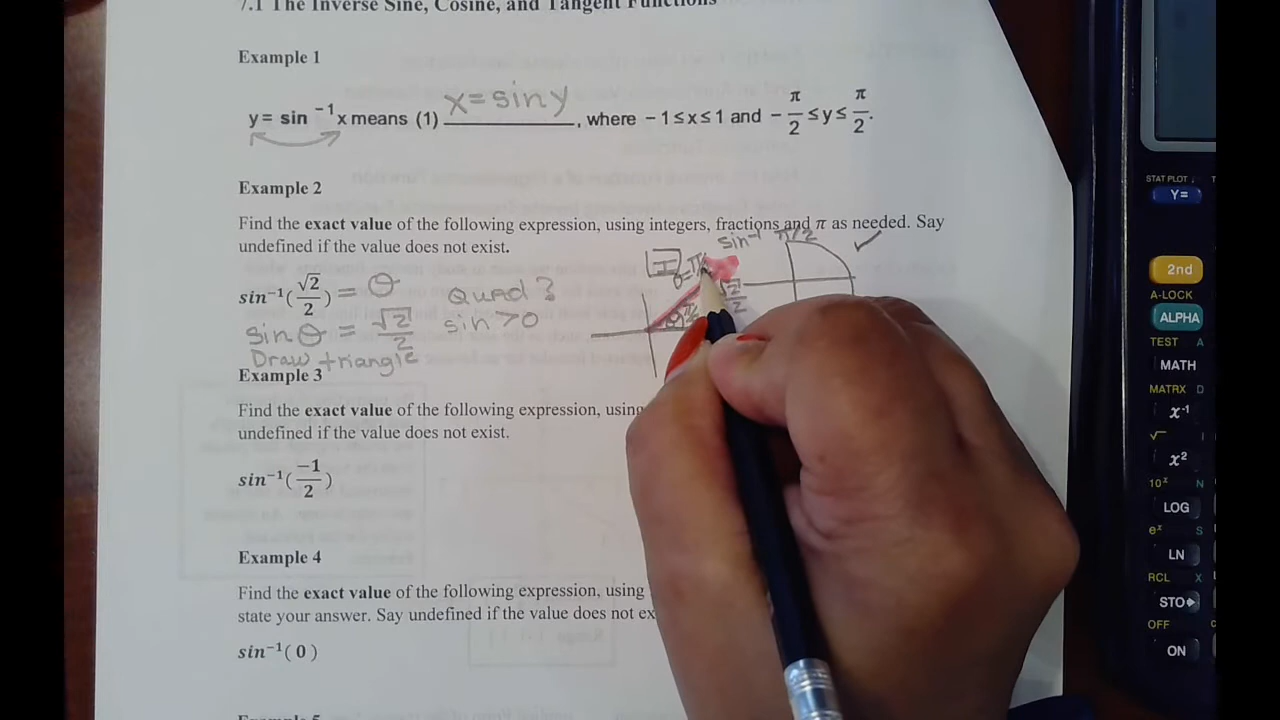 7.1 The Inverse Sine, Cosine, and Tangent Functions
Example 1
y = sin⁻¹x means (1) x = sin y, where −1 ≤ x ≤ 1 and −π/2 ≤ y ≤ π/2.
Example 2
Find the exact value of the following expression, using integers, fractions and π as needed. Say
undefined if the value does not exist.
sin⁻¹ π/2
I
sin⁻¹(√2/2) = θ Quad ?
θ = π
√2/2
sin θ = √2/2 sin > 0
θ
Draw triangle
Example 3
Find the exact value of the following expression, using
undefined if the value does not exist.
sin⁻¹(−1/2)
Example 4
Find the exact value of the following expression, using
state your answer. Say undefined if the value does not ex
sin⁻¹(0)
STAT PLOT
Y=
2nd
A-LOCK
ALPHA
TEST A
MATH
MATRX D
x⁻¹
√ I
x²
10ˣ N
LOG
eˣ S
LN
RCL X
STO▸
OFF
ON